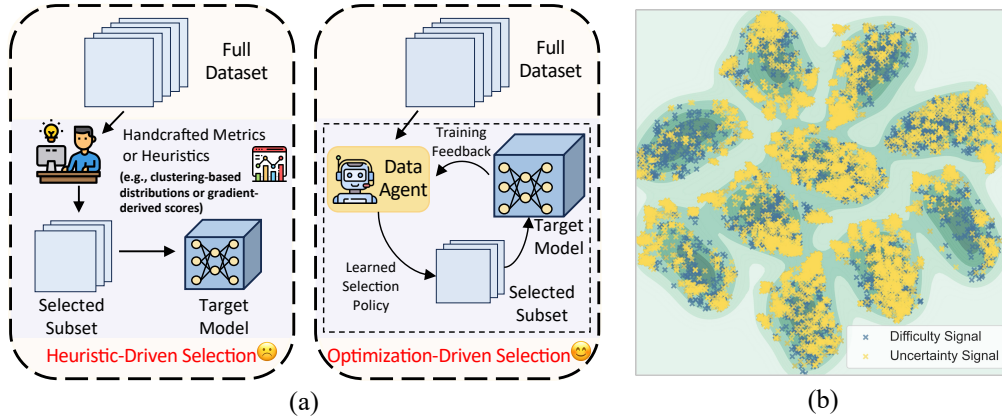 Full
Dataset
Handcrafted Metrics
or Heuristics
(e.g., clustering-based
distributions or gradient-
derived scores)
Selected
Subset
Target
Model
Heuristic-Driven Selection
Full
Dataset
Training
Feedback
Data
Agent
Target
Model
Learned
Selection
Policy
Selected
Subset
Optimization-Driven Selection
(a)
Difficulty Signal
Uncertainty Signal
(b)